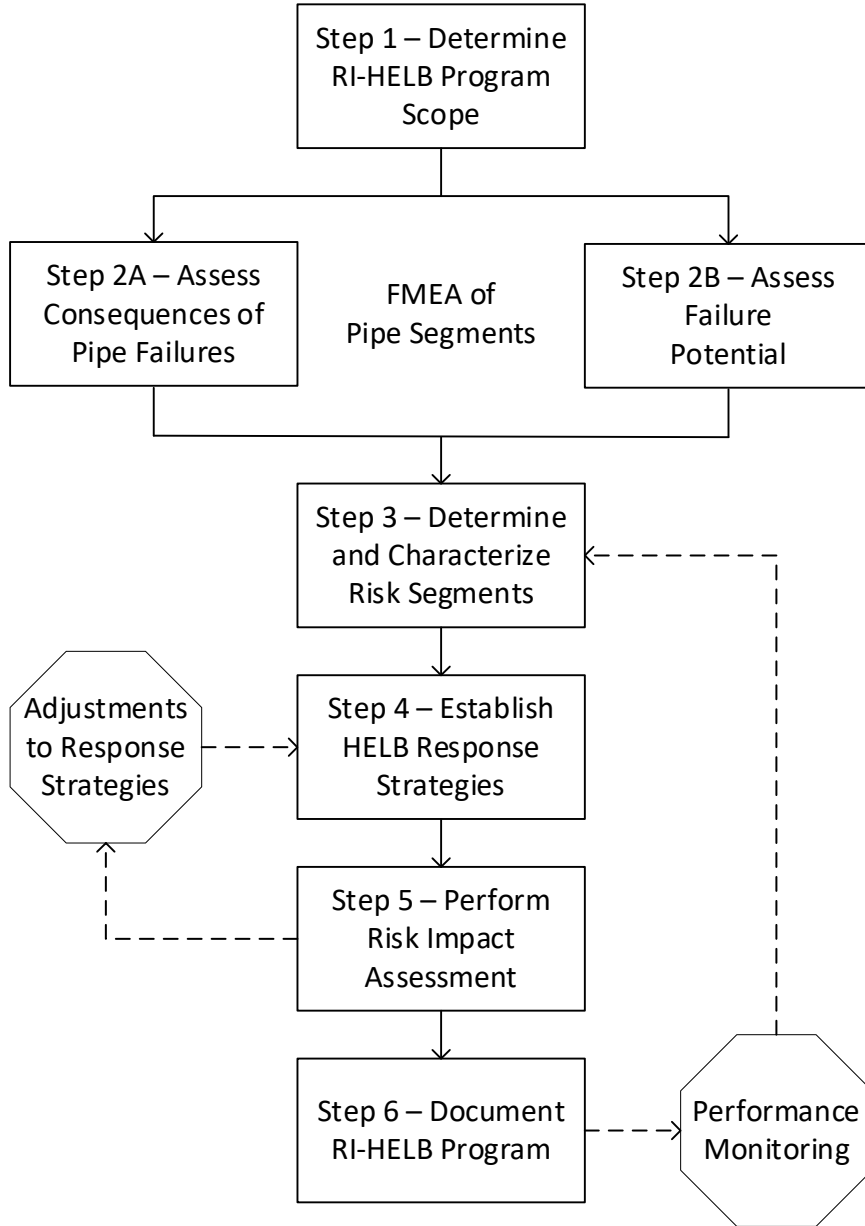 Step 1 – Determine
RI-HELB Program
Scope
Step 2A – Assess
Consequences of
Pipe Failures
FMEA of
Pipe Segments
Step 2B – Assess
Failure
Potential
Step 3 – Determine
and Characterize
Risk Segments
Adjustments
to Response
Strategies
Step 4 – Establish
HELB Response
Strategies
Step 5 – Perform
Risk Impact
Assessment
Step 6 – Document
RI-HELB Program
Performance
Monitoring